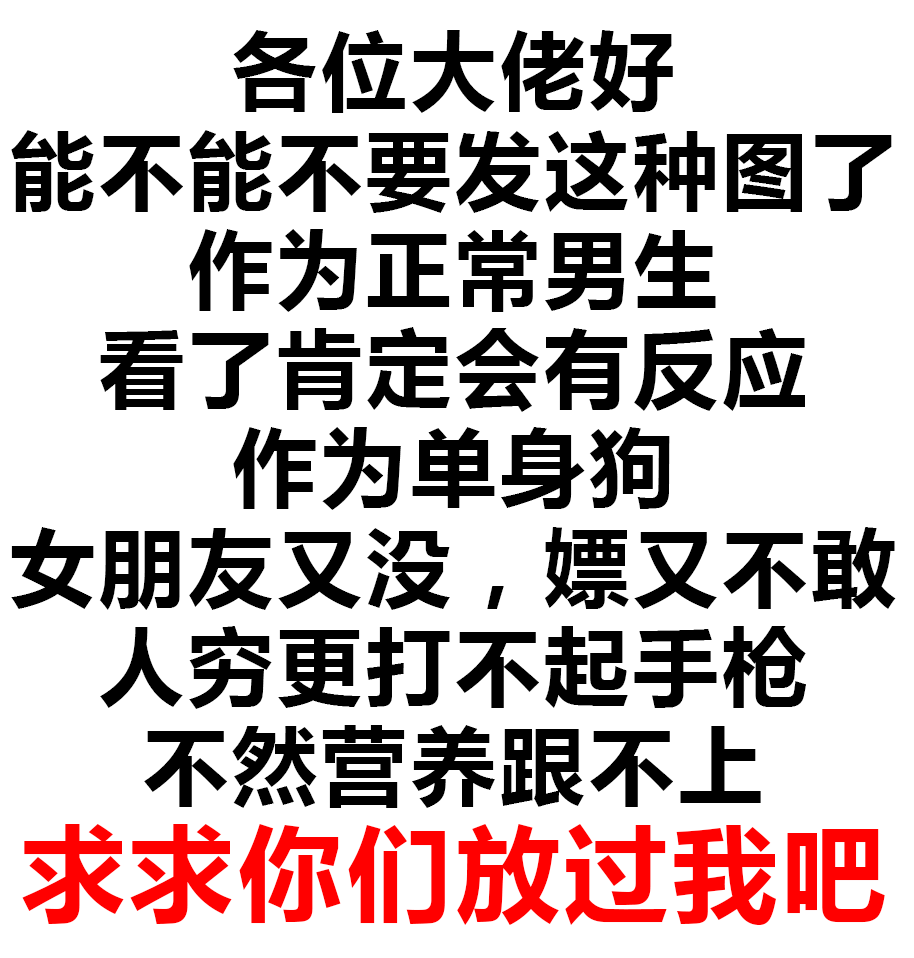 各位大佬好
能不能不要发这种图了
作为正常男生
看了肯定会有反应
作为单身狗
女朋友又没，嫖又不敢
人穷更打不起手枪
不然营养跟不上
求求你们放过我吧